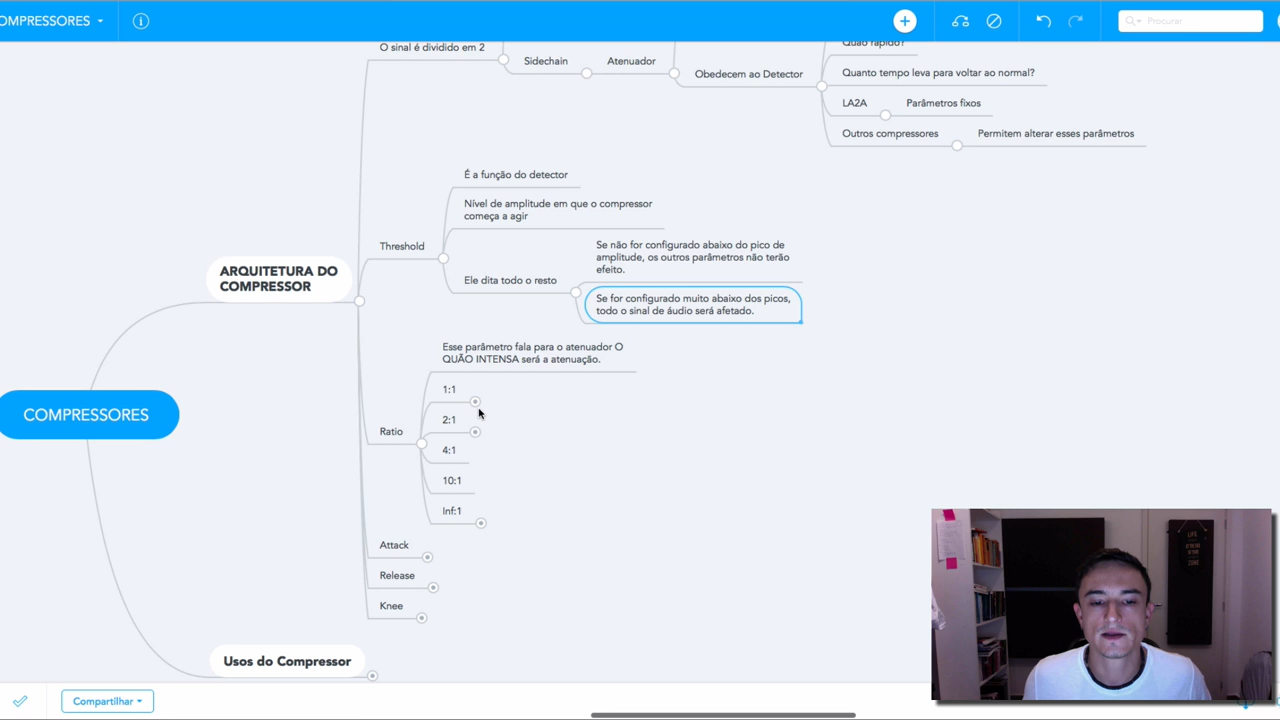 OMPRESSORES
Procurar
O sinal é dividido em 2
Sidechain
Atenuador
Obedecem ao Detector
Quão rápido?
Quanto tempo leva para voltar ao normal?
LA2A
Parâmetros fixos
Outros compressores
Permitem alterar esses parâmetros
É a função do detector
Nível de amplitude em que o compressor
começa a agir
Threshold
Ele dita todo o resto
Se não for configurado abaixo do pico de
amplitude, os outros parâmetros não terão
efeito.
Se for configurado muito abaixo dos picos,
todo o sinal de áudio será afetado.
ARQUITETURA DO
COMPRESSOR
Esse parâmetro fala para o atenuador O
QUÃO INTENSA será a atenuação.
1:1
2:1
Ratio
4:1
10:1
Inf:1
COMPRESSORES
Attack
Release
Knee
Usos do Compressor
Compartilhar
LIFE
ZONE